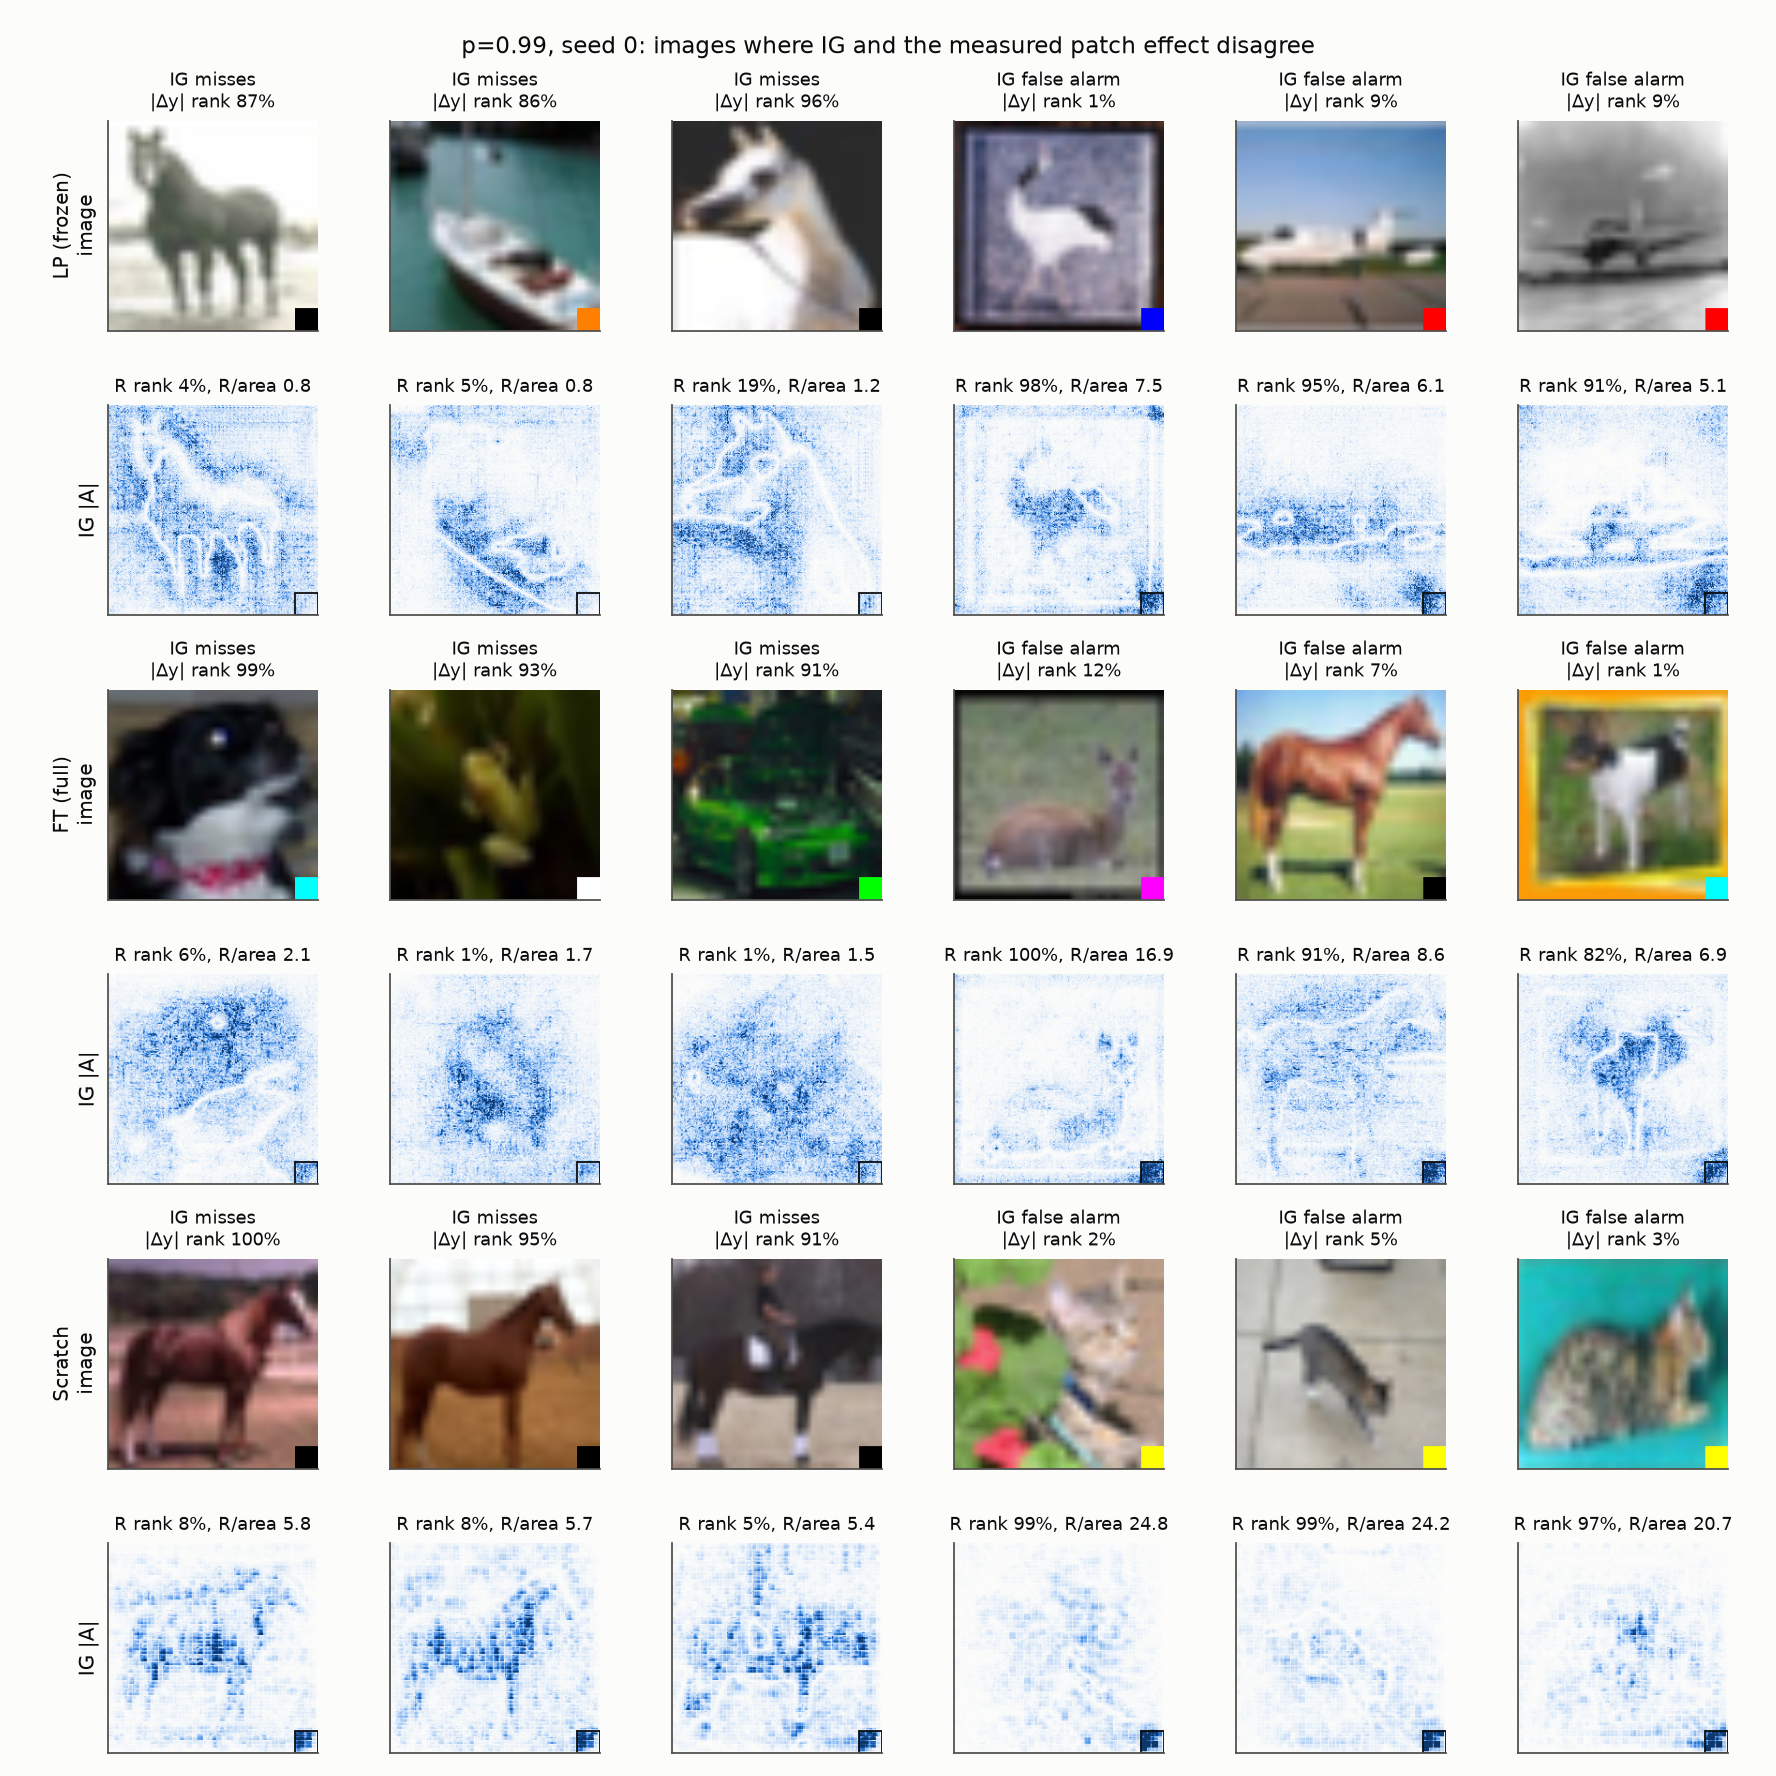 p=0.99, seed 0: images where IG and the measured patch effect disagree
IG misses
|Δy| rank 87%
IG misses
|Δy| rank 86%
IG misses
|Δy| rank 96%
IG false alarm
|Δy| rank 1%
IG false alarm
|Δy| rank 9%
IG false alarm
|Δy| rank 9%
LP (frozen)
image
R rank 4%, R/area 0.8
R rank 5%, R/area 0.8
R rank 19%, R/area 1.2
R rank 98%, R/area 7.5
R rank 95%, R/area 6.1
R rank 91%, R/area 5.1
IG |A|
IG misses
|Δy| rank 99%
IG misses
|Δy| rank 93%
IG misses
|Δy| rank 91%
IG false alarm
|Δy| rank 12%
IG false alarm
|Δy| rank 7%
IG false alarm
|Δy| rank 1%
FT (full)
image
R rank 6%, R/area 2.1
R rank 1%, R/area 1.7
R rank 1%, R/area 1.5
R rank 100%, R/area 16.9
R rank 91%, R/area 8.6
R rank 82%, R/area 6.9
IG |A|
IG misses
|Δy| rank 100%
IG misses
|Δy| rank 95%
IG misses
|Δy| rank 91%
IG false alarm
|Δy| rank 2%
IG false alarm
|Δy| rank 5%
IG false alarm
|Δy| rank 3%
Scratch
image
R rank 8%, R/area 5.8
R rank 8%, R/area 5.7
R rank 5%, R/area 5.4
R rank 99%, R/area 24.8
R rank 99%, R/area 24.2
R rank 97%, R/area 20.7
IG |A|